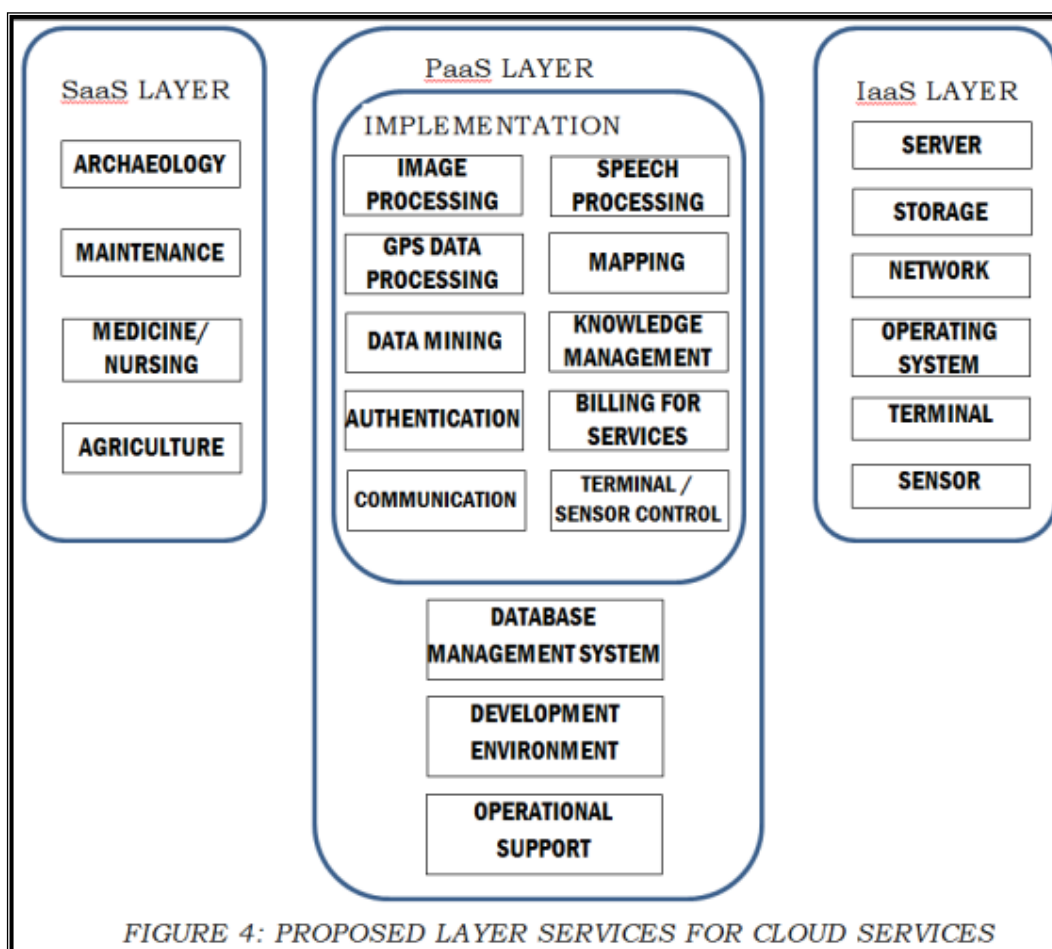 SaaS LAYER
ARCHAEOLOGY
MAINTENANCE
MEDICINE/
NURSING
AGRICULTURE
PaaS LAYER
IMPLEMENTATION
IMAGE
PROCESSING
SPEECH
PROCESSING
GPS DATA
PROCESSING
MAPPING
DATA MINING
KNOWLEDGE
MANAGEMENT
AUTHENTICATION
BILLING FOR
SERVICES
COMMUNICATION
TERMINAL /
SENSOR CONTROL
DATABASE
MANAGEMENT SYSTEM
DEVELOPMENT
ENVIRONMENT
OPERATIONAL
SUPPORT
IaaS LAYER
SERVER
STORAGE
NETWORK
OPERATING
SYSTEM
TERMINAL
SENSOR
FIGURE 4: PROPOSED LAYER SERVICES FOR CLOUD SERVICES